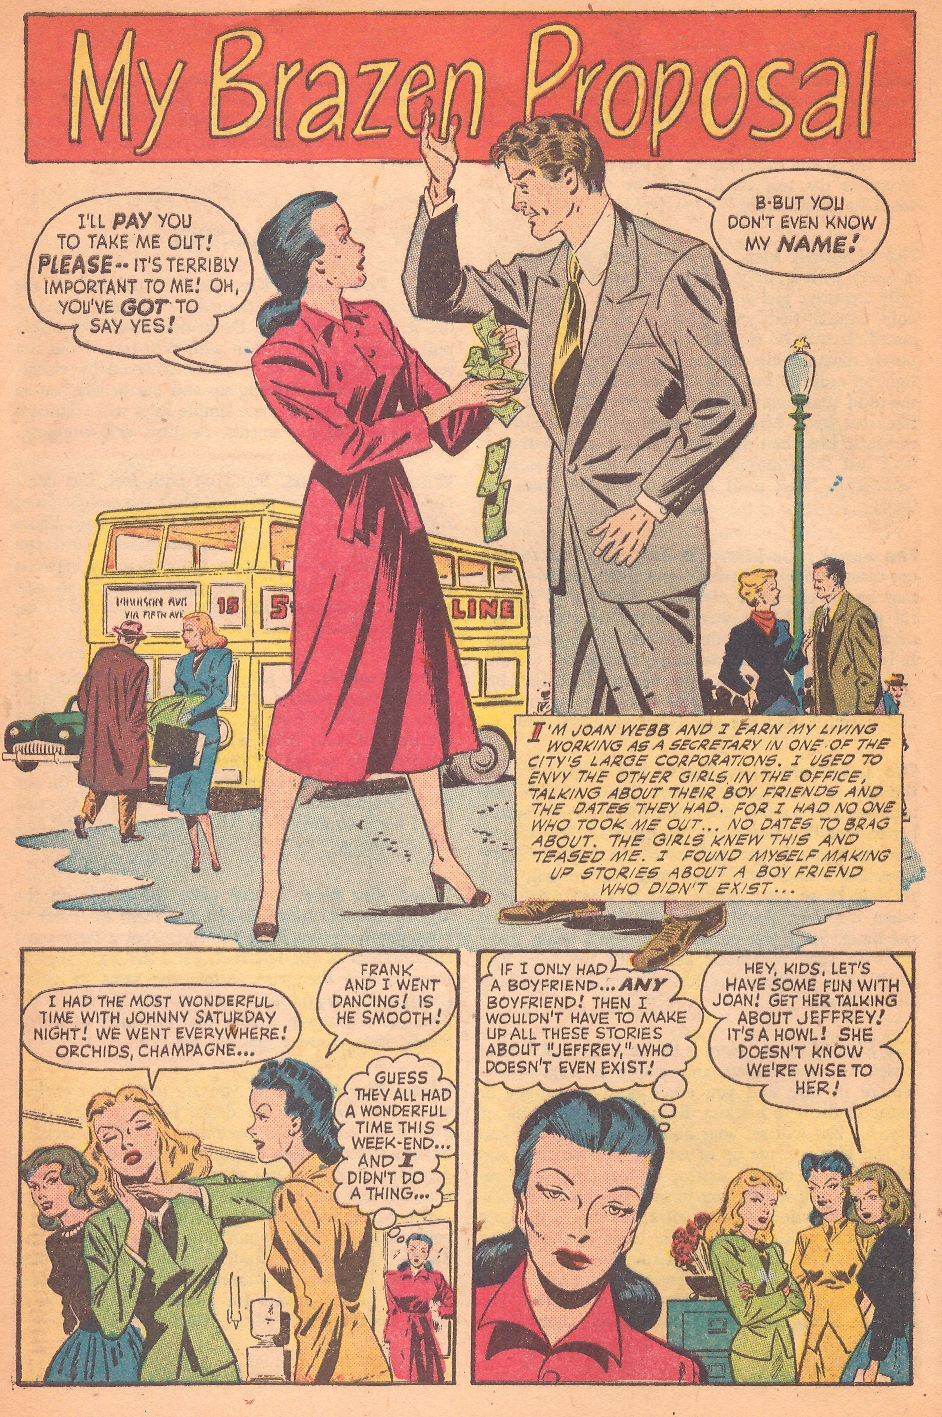 My Brazen Proposal
I'LL PAY YOU
TO TAKE ME OUT!
PLEASE-- IT'S TERRIBLY
IMPORTANT TO ME! OH,
YOU'VE GOT TO
SAY YES!
B-BUT YOU
DON'T EVEN KNOW
MY NAME!
VIA FIFTH AVE
15
5
LINE
I'M JOAN WEBB AND I EARN MY LIVING
WORKING AS A SECRETARY IN ONE OF THE
CITY'S LARGE CORPORATIONS. I USED TO
ENVY THE OTHER GIRLS IN THE OFFICE,
TALKING ABOUT THEIR BOY FRIENDS AND
THE DATES THEY HAD. FOR I HAD NO ONE
WHO TOOK ME OUT... NO DATES TO BRAG
ABOUT. THE GIRLS KNEW THIS AND
TEASED ME. I FOUND MYSELF MAKING
UP STORIES ABOUT A BOY FRIEND
WHO DIDN'T EXIST...
I HAD THE MOST WONDERFUL
TIME WITH JOHNNY SATURDAY
NIGHT! WE WENT EVERYWHERE!
ORCHIDS, CHAMPAGNE...
FRANK
AND I WENT
DANCING! IS
HE SMOOTH!
GUESS
THEY ALL HAD
A WONDERFUL
TIME THIS
WEEK-END...
AND I
DIDN'T DO
A THING...
IF I ONLY HAD
A BOYFRIEND...ANY
BOYFRIEND! THEN I
WOULDN'T HAVE TO MAKE
UP ALL THESE STORIES
ABOUT "JEFFREY," WHO
DOESN'T EVEN EXIST!
HEY, KIDS, LET'S
HAVE SOME FUN WITH
JOAN! GET HER TALKING
ABOUT JEFFREY!
IT'S A HOWL! SHE
DOESN'T KNOW
WE'RE WISE TO
HER!